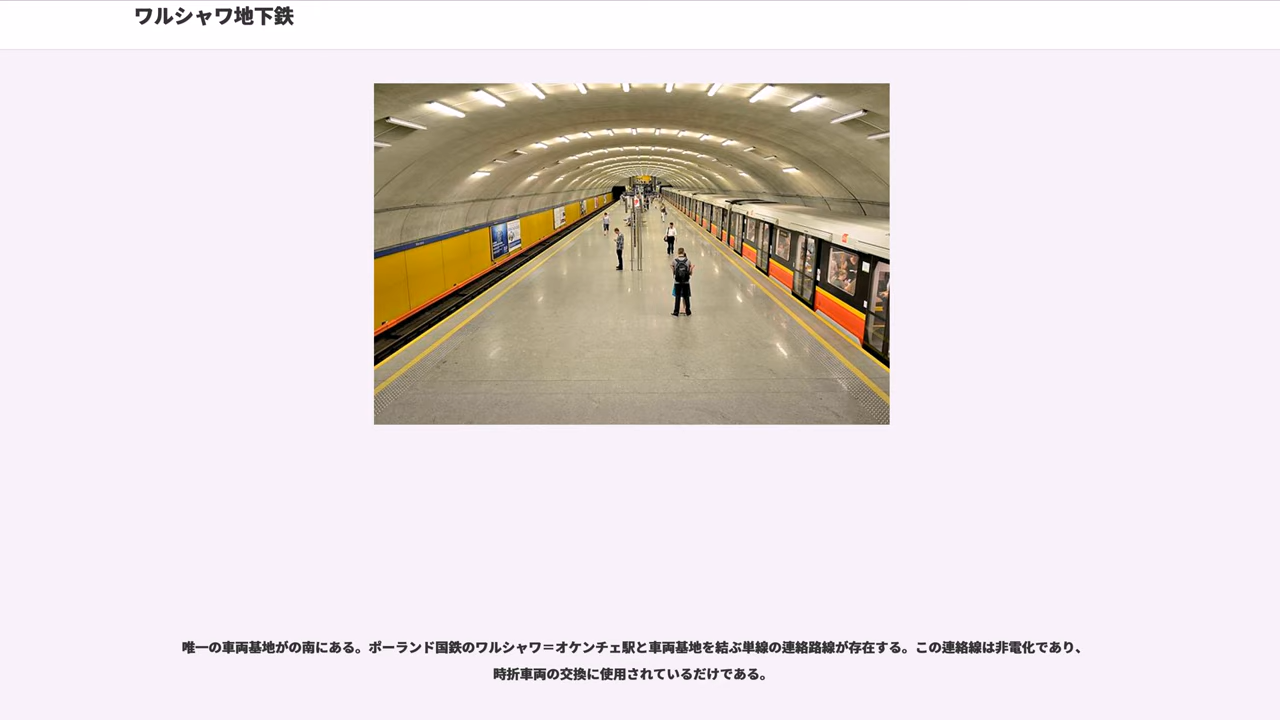 ワルシャワ地下鉄
唯一の車両基地がの南にある。ポーランド国鉄のワルシャワ＝オケンチェ駅と車両基地を結ぶ単線の連絡路線が存在する。この連絡線は非電化であり、
時折車両の交換に使用されているだけである。